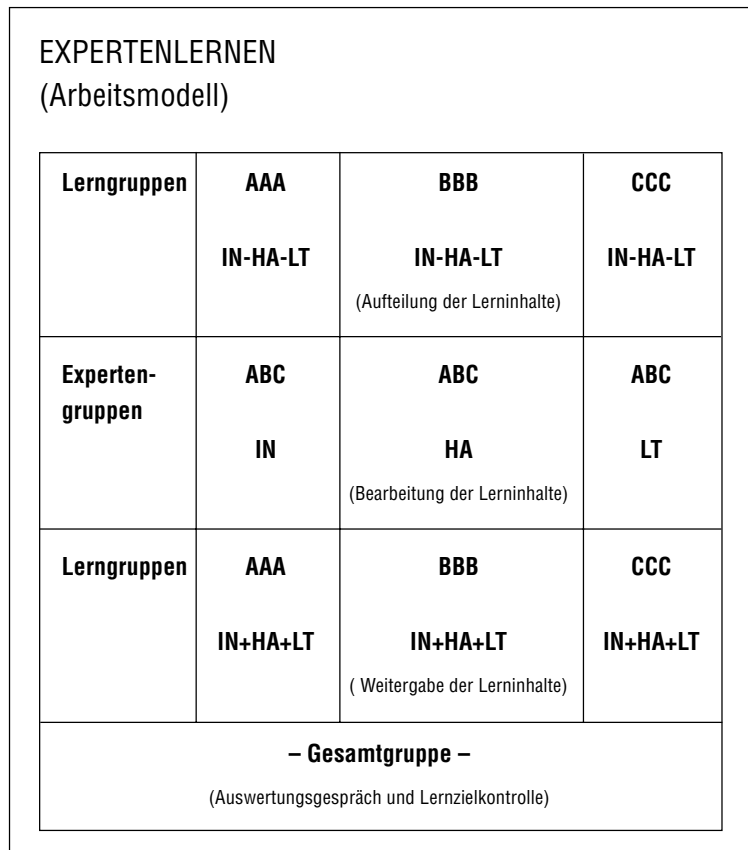 EXPERTENLERNEN
(Arbeitsmodell)
Lerngruppen AAA BBB CCC
IN-HA-LT IN-HA-LT IN-HA-LT
(Aufteilung der Lerninhalte)
Experten- ABC ABC ABC
gruppen
IN HA LT
(Bearbeitung der Lerninhalte)
Lerngruppen AAA BBB CCC
IN+HA+LT IN+HA+LT IN+HA+LT
( Weitergabe der Lerninhalte)
– Gesamtgruppe –
(Auswertungsgespräch und Lernzielkontrolle)